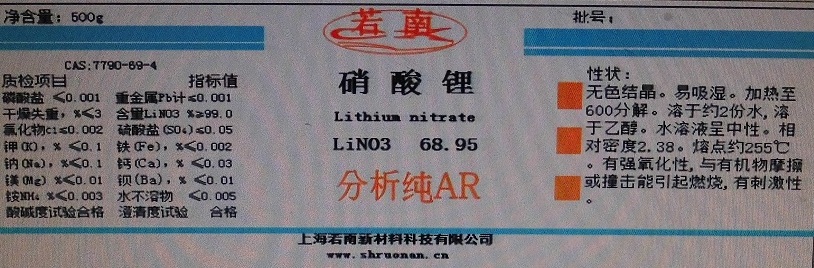 净含量：500g
若南
批号：
CAS:7790-69-4
硝酸锂
Lithium nitrate
LiNO3 68.95
分析纯AR
质检项目 指标值
磷酸盐 ≤0.001 重金属Pb计≤0.001
干燥失重，%≤3 含量LiNO3 %≥99.0
氯化物Cl≤0.002 硫酸盐(SO₄)≤0.05
钾(K)，% ≤0.1 铁(Fe)，%≤0.002
钠(Na)，%≤0.1 钙(Ca)，% ≤0.03
镁(Mg) %≤0.01 钡(Ba)，% ≤0.01
铵NH₄ %≤0.003 水不溶物 ≤0.005
酸碱度试验合格 澄清度试验 合格
性状：
无色结晶。易吸湿。加热至
600分解。溶于约2份水，溶
于乙醇。水溶液呈中性。相
对密度2.38。熔点约255℃
。有强氧化性，与有机物摩擦
或撞击能引起燃烧，有刺激性
。
上海若南新材料科技有限公司
www.shruonan.cn